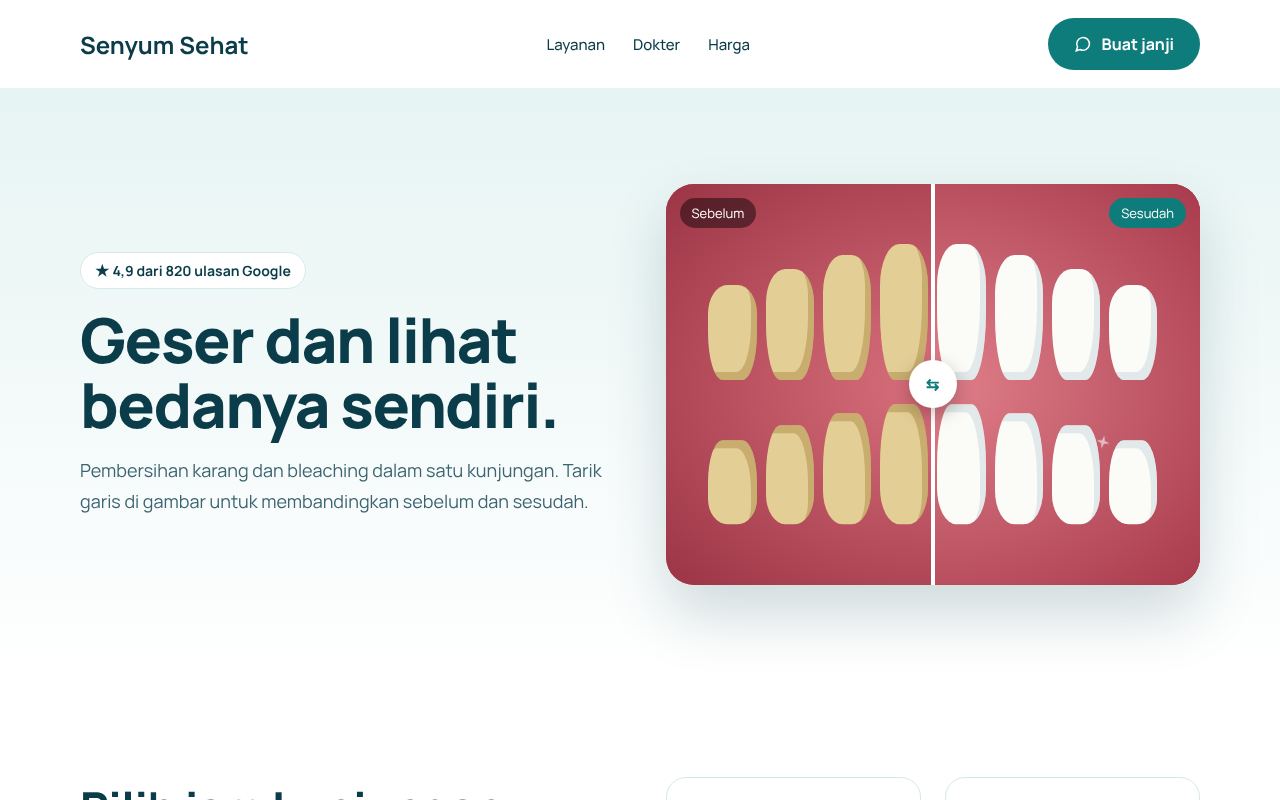 Senyum Sehat
Layanan
Dokter
Harga
Buat janji
★ 4,9 dari 820 ulasan Google
Geser dan lihat
bedanya sendiri.
Pembersihan karang dan bleaching dalam satu kunjungan. Tarik
garis di gambar untuk membandingkan sebelum dan sesudah.
Sebelum
Sesudah